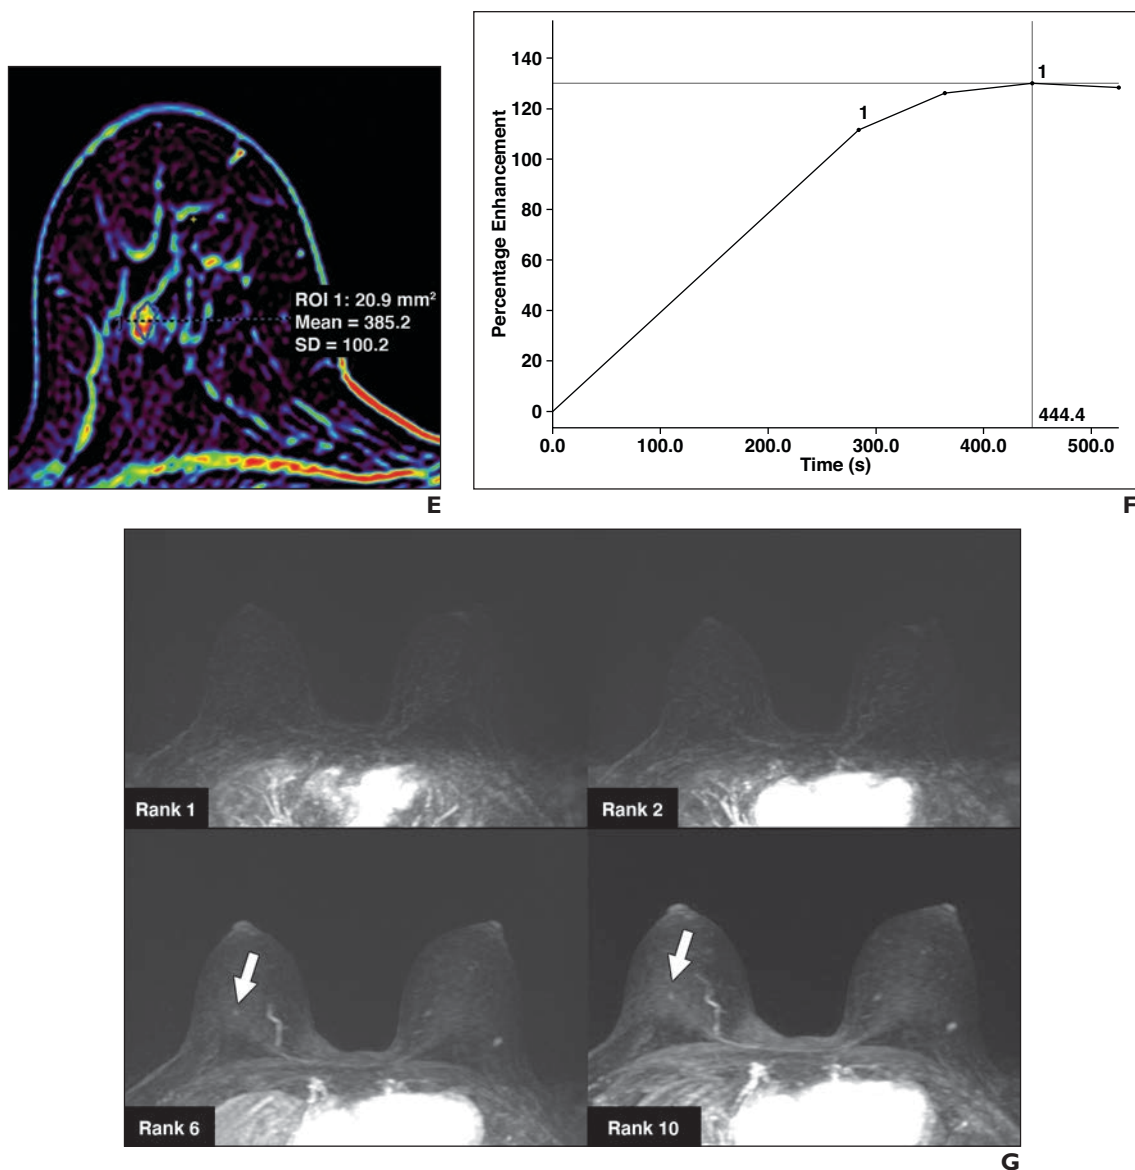 ROI 1: 20.9 mm²
Mean = 385.2
SD = 100.2
E
140
120
100
80
60
40
20
0
Percentage Enhancement
1
1
444.4
0.0 100.0 200.0 300.0 400.0 500.0
Time (s)
F
Rank 1
Rank 2
Rank 6
Rank 10
G